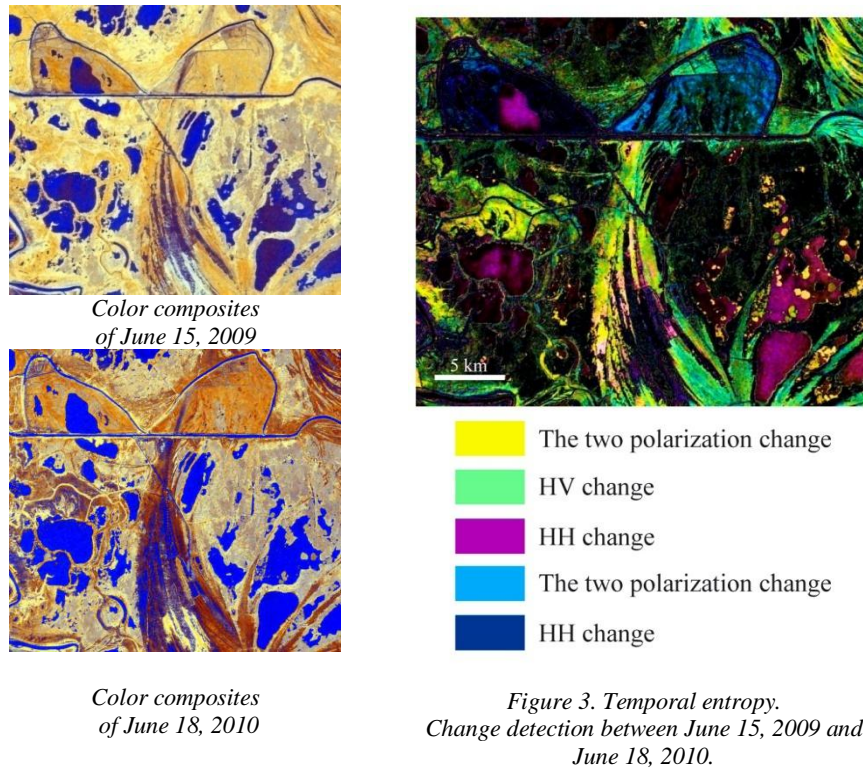 Color composites
of June 15, 2009
Color composites
of June 18, 2010
5 km
The two polarization change
HV change
HH change
The two polarization change
HH change
Figure 3. Temporal entropy.
Change detection between June 15, 2009 and
June 18, 2010.